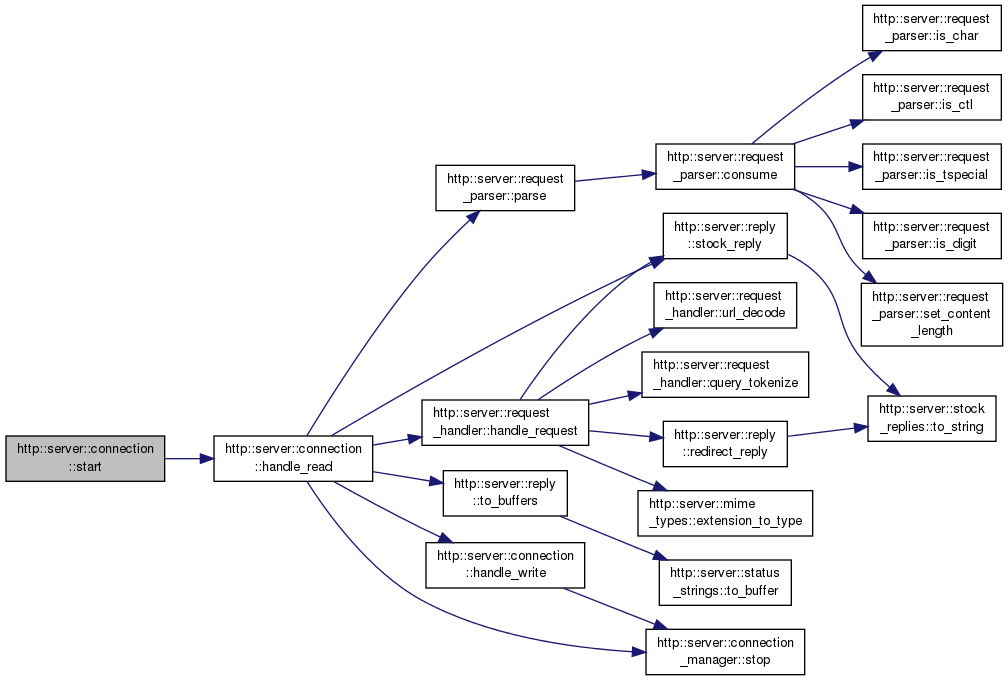 http::server::connection
::start
http::server::connection
::handle_read
http::server::request
_parser::parse
http::server::request
_parser::consume
http::server::request
_parser::is_char
http::server::request
_parser::is_ctl
http::server::request
_parser::is_tspecial
http::server::request
_parser::is_digit
http::server::request
_parser::set_content
_length
http::server::reply
::stock_reply
http::server::request
_handler::url_decode
http::server::request
_handler::query_tokenize
http::server::request
_handler::handle_request
http::server::reply
::redirect_reply
http::server::stock
_replies::to_string
http::server::mime
_types::extension_to_type
http::server::reply
::to_buffers
http::server::connection
::handle_write
http::server::status
_strings::to_buffer
http::server::connection
_manager::stop